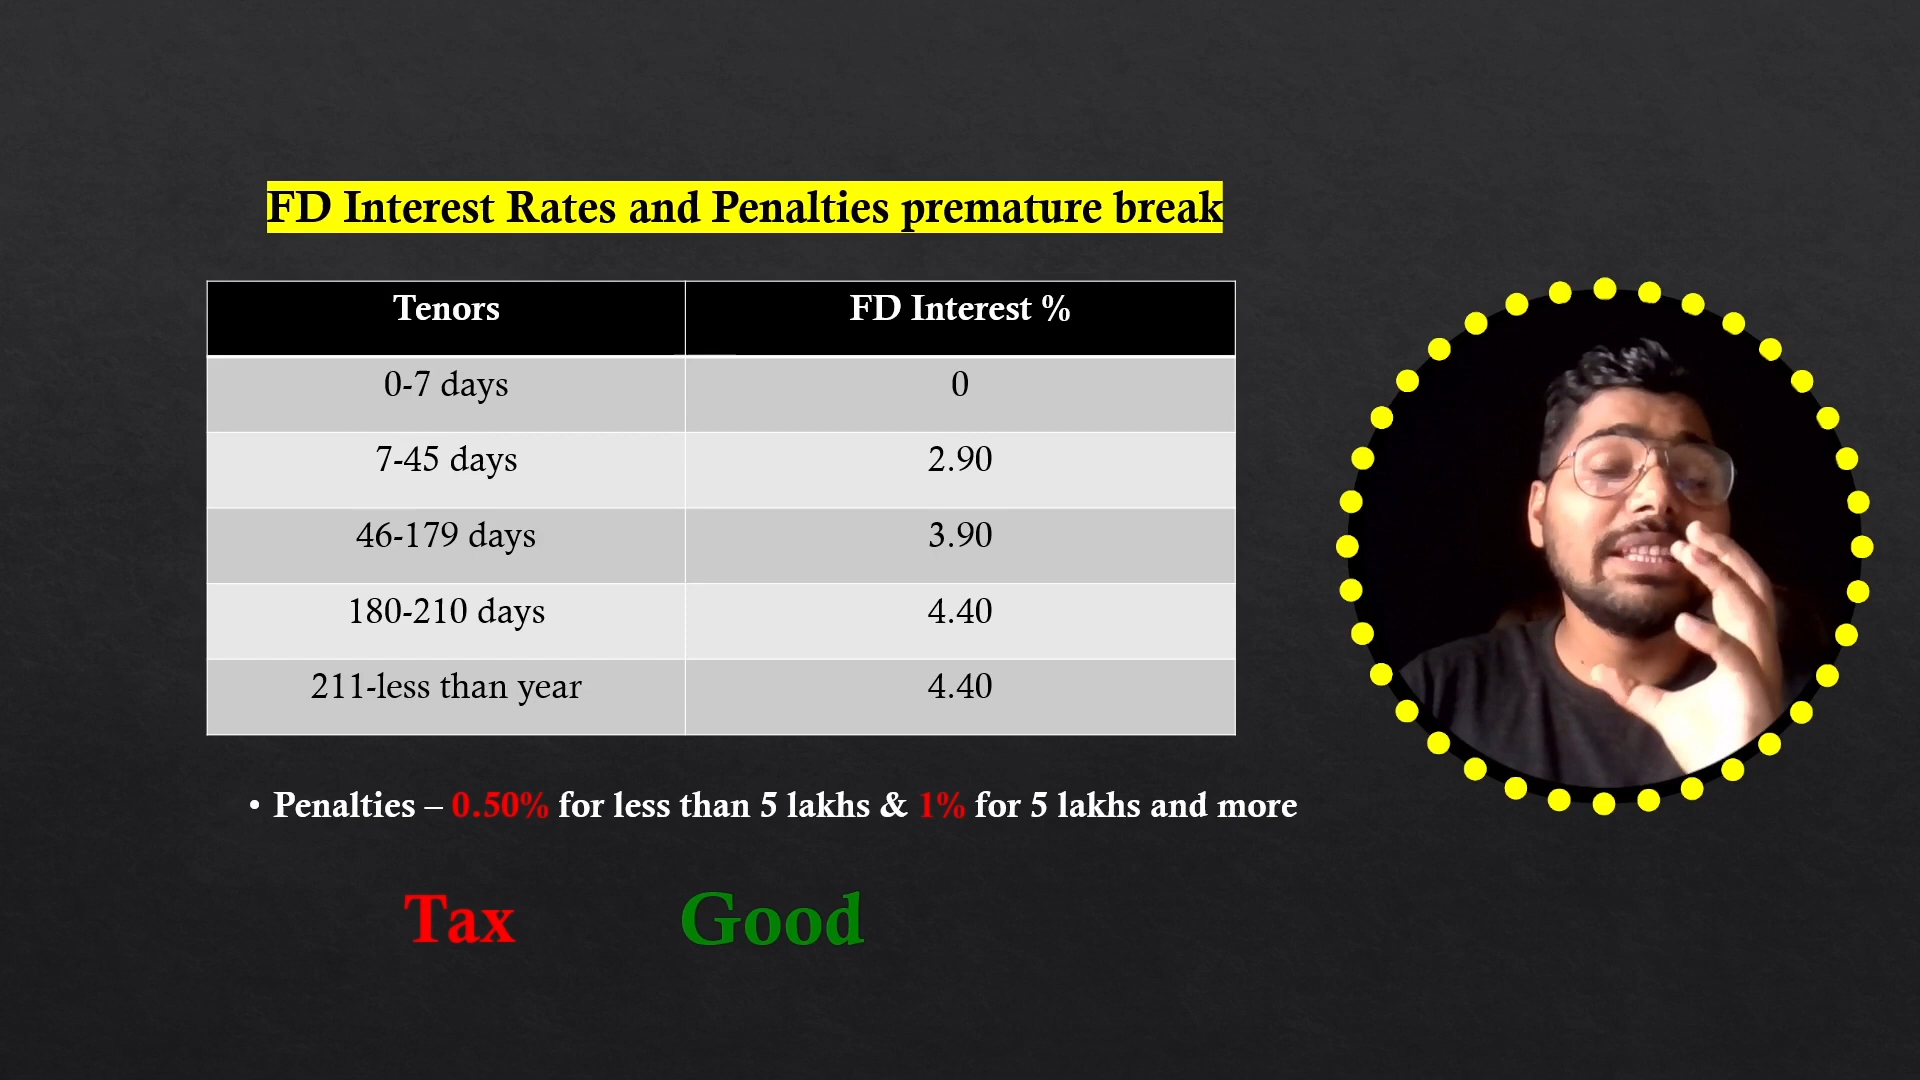 FD Interest Rates and Penalties premature break
Tenors FD Interest %
0-7 days 0
7-45 days 2.90
46-179 days 3.90
180-210 days 4.40
211-less than year 4.40
• Penalties – 0.50% for less than 5 lakhs & 1% for 5 lakhs and more
Tax Good